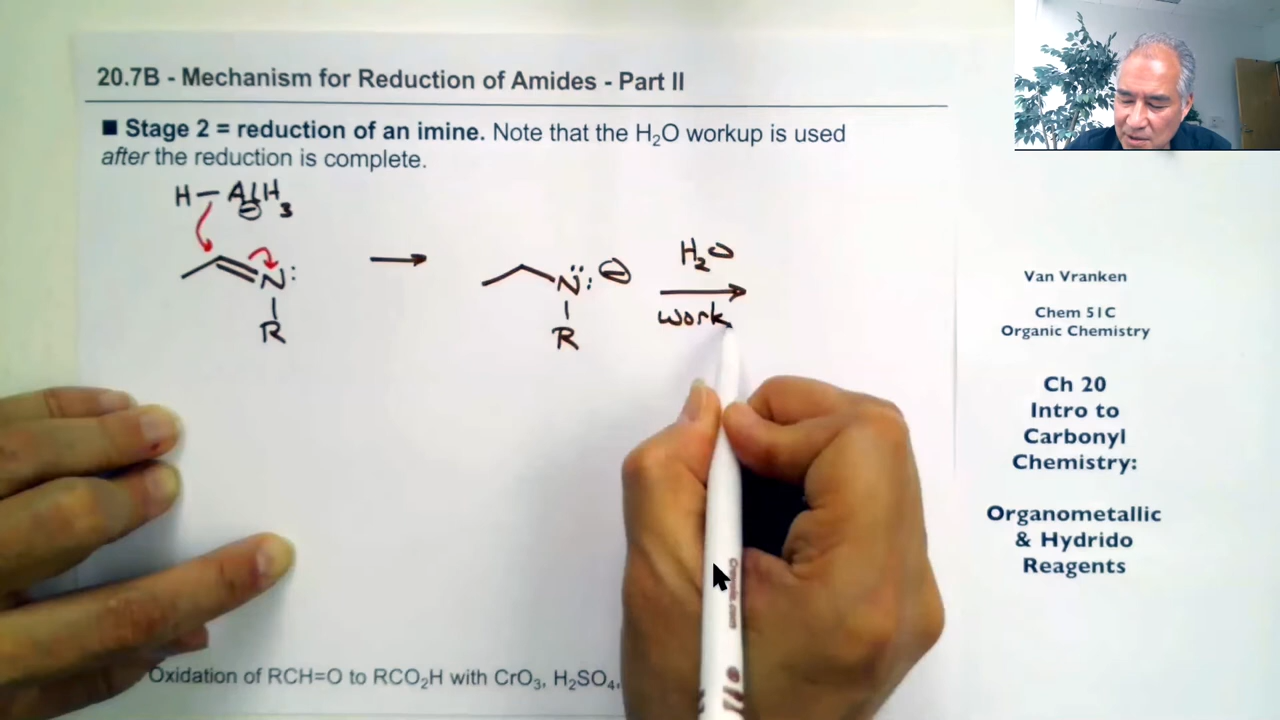 20.7B - Mechanism for Reduction of Amides - Part II
■ Stage 2 = reduction of an imine. Note that the H₂O workup is used
after the reduction is complete.
H — AlH₃ ⊖
N:
R
N: ⊖
R
H₂O
work
Van Vranken
Chem 51C
Organic Chemistry
Ch 20
Intro to
Carbonyl
Chemistry:
Organometallic
& Hydrido
Reagents
Oxidation of RCH=O to RCO₂H with CrO₃, H₂SO₄,